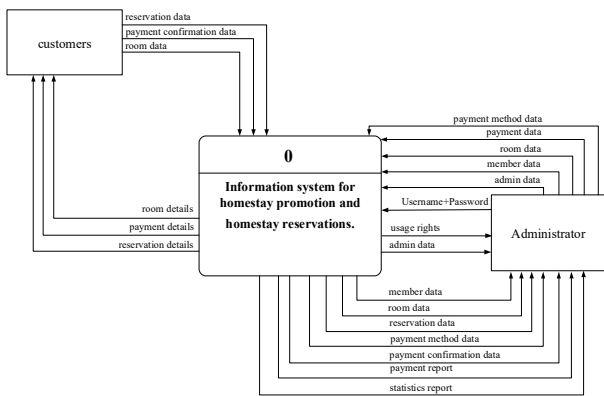 reservation data
payment confirmation data
room data
customers
payment method data
payment data
room data
member data
admin data
Username+Password
usage rights
admin data
Administrator
0
Information system for
homestay promotion and
homestay reservations.
room details
payment details
reservation details
member data
room data
reservation data
payment method data
payment confirmation data
payment report
statistics report